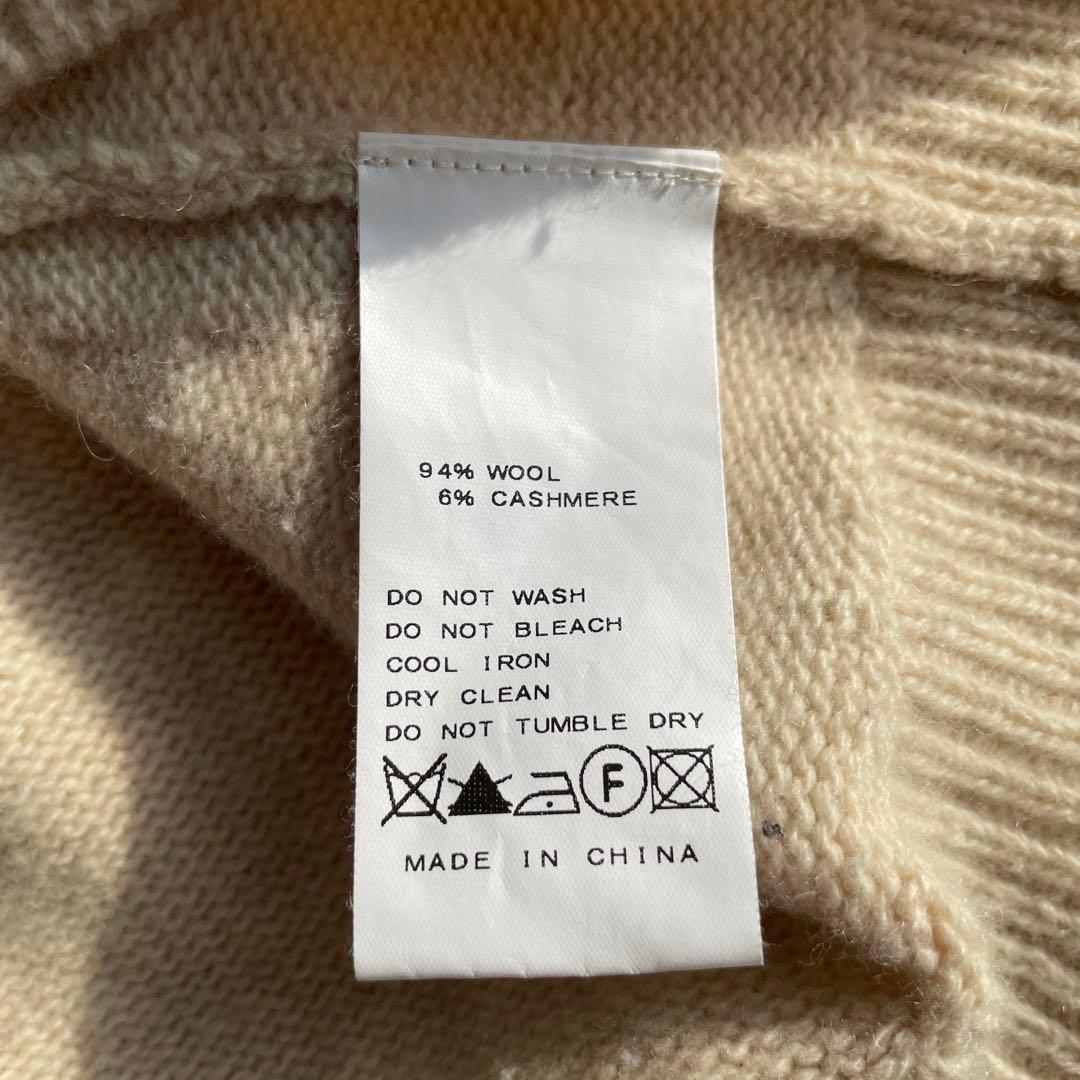 94% WOOL
6% CASHMERE
DO NOT WASH
DO NOT BLEACH
COOL IRON
DRY CLEAN
DO NOT TUMBLE DRY
F
MADE IN CHINA